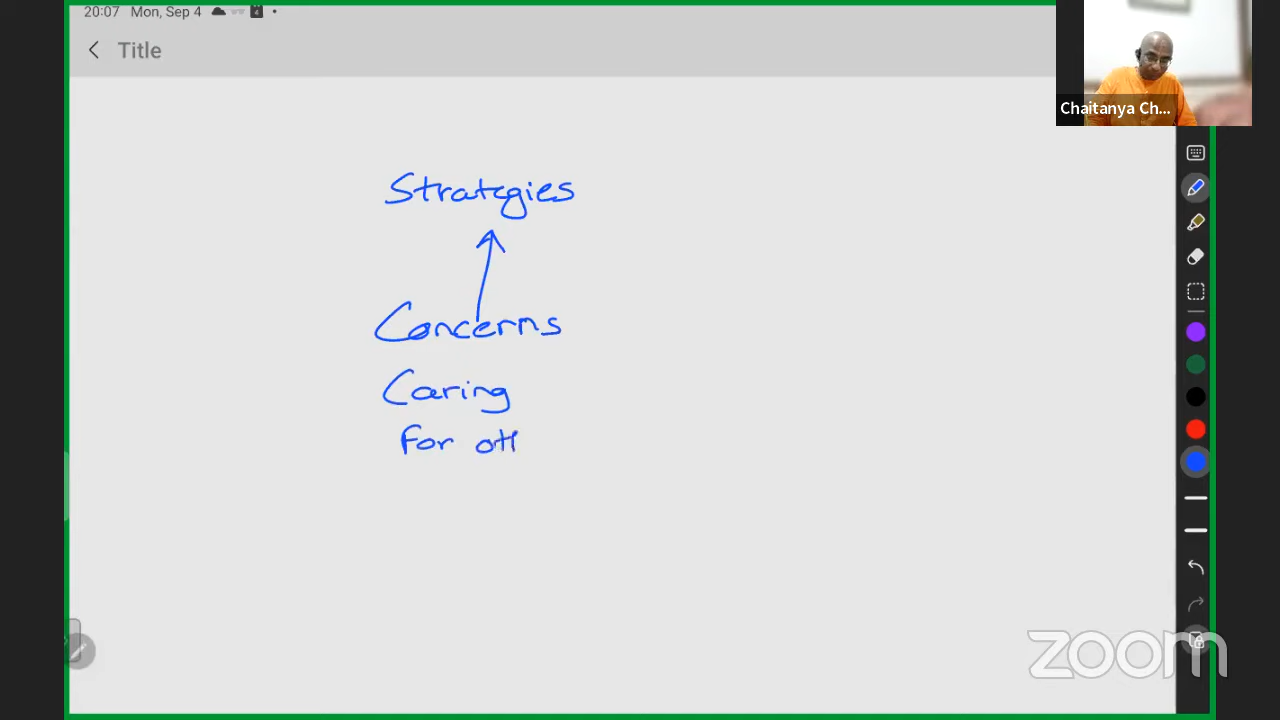 20:07 Mon, Sep 4
Title
Chaitanya Ch...
Strategies
Concerns
Caring
For oth
zoom